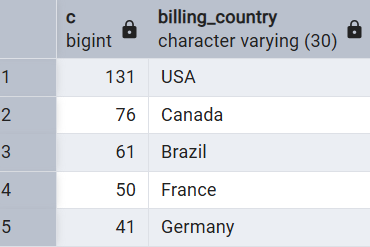 c billing_country
bigint character varying (30)
1 131 USA
2 76 Canada
3 61 Brazil
4 50 France
5 41 Germany